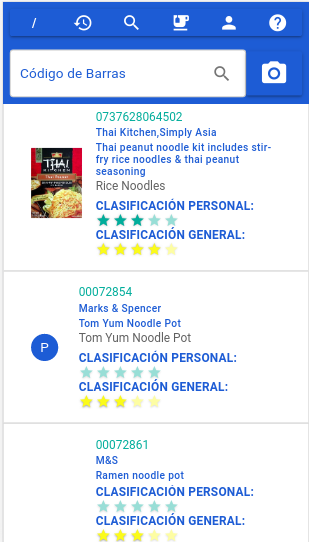 /
Código de Barras
0737628064502
Thai Kitchen,Simply Asia
Thai peanut noodle kit includes stir-
fry rice noodles & thai peanut
seasoning
Rice Noodles
CLASIFICACIÓN PERSONAL:
CLASIFICACIÓN GENERAL:
THAI
KITCHEN
00072854
Marks & Spencer
Tom Yum Noodle Pot
Tom Yum Noodle Pot
P
CLASIFICACIÓN PERSONAL:
CLASIFICACIÓN GENERAL:
00072861
M&S
Ramen noodle pot
CLASIFICACIÓN PERSONAL:
CLASIFICACIÓN GENERAL: